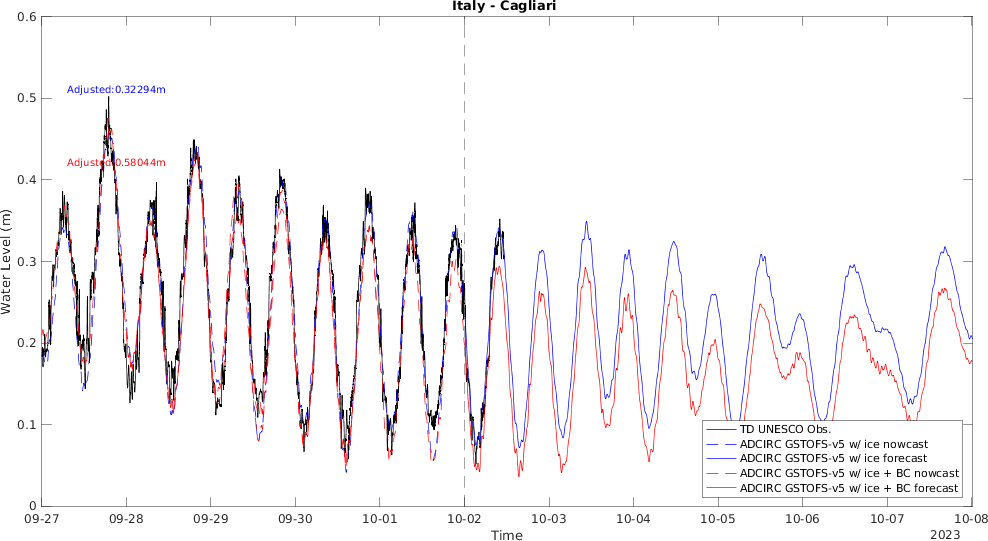 Italy - Cagliari
0.6
0.5
0.4
0.3
0.2
0.1
0
Water Level (m)
Adjusted:0.32294m
Adjusted:0.58044m
TD UNESCO Obs.
ADCIRC GSTOFS-v5 w/ ice nowcast
ADCIRC GSTOFS-v5 w/ ice forecast
ADCIRC GSTOFS-v5 w/ ice + BC nowcast
ADCIRC GSTOFS-v5 w/ ice + BC forecast
09-27 09-28 09-29 09-30 10-01 10-02 10-03 10-04 10-05 10-06 10-07 10-08
Time
2023